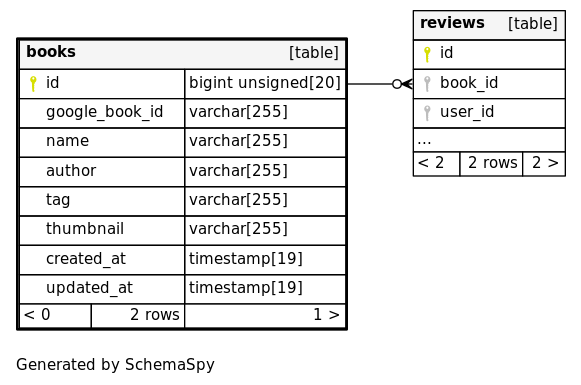 books [table]
id bigint unsigned[20]
google_book_id varchar[255]
name varchar[255]
author varchar[255]
tag varchar[255]
thumbnail varchar[255]
created_at timestamp[19]
updated_at timestamp[19]
< 0 2 rows 1 >
reviews [table]
id
book_id
user_id
...
< 2 2 rows 2 >
Generated by SchemaSpy